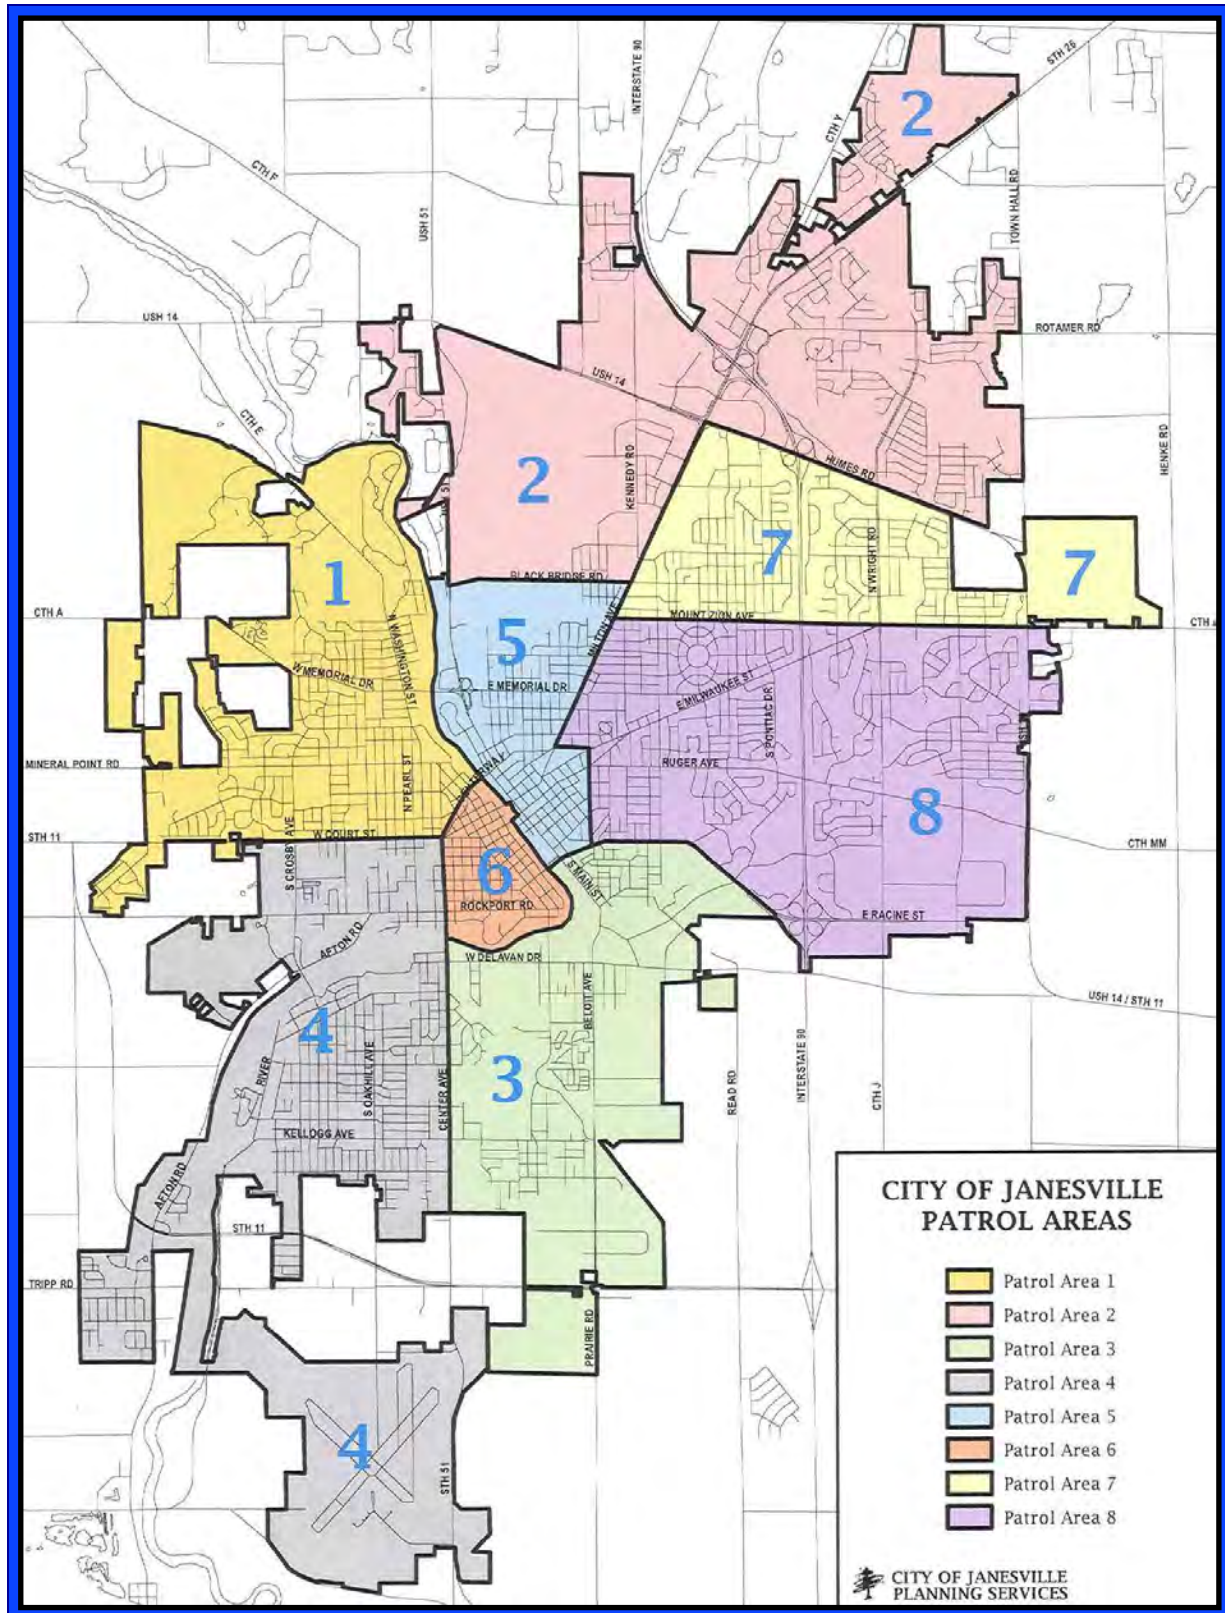 INTERSTATE 90
STH 26
2
CTH Y
CTH F
TOWN HALL RD
USH 51
USH 14
ROTAMER RD
USH 14
CTH E
HENKE RD
KENNEDY RD
HUMES RD
2
7
N WRIGHT RD
7
1
BLACK BRIDGE RD
CTH A
MOUNT ZION AVE
N WASHINGTON ST
MILTON AVE
5
W MEMORIAL DR
E MEMORIAL DR
E MILWAUKEE ST
S PONTIAC DR
MINERAL POINT RD
N PEARL ST
RUGER AVE
8
STH 11
W COURT ST
CTH MM
S CROSBY AVE
6
S MAIN ST
ROCKPORT RD
E RACINE ST
AFTON RD
W DELAVAN DR
USH 14 / STH 11
BELOIT AVE
4
3
RIVER
S OAKHILL AVE
CENTER AVE
READ RD
INTERSTATE 90
CTH J
KELLOGG AVE
AFTON RD
STH 11
TRIPP RD
PRAIRIE RD
4
STH 51
CITY OF JANESVILLE
PATROL AREAS
Patrol Area 1
Patrol Area 2
Patrol Area 3
Patrol Area 4
Patrol Area 5
Patrol Area 6
Patrol Area 7
Patrol Area 8
CITY OF JANESVILLE
PLANNING SERVICES